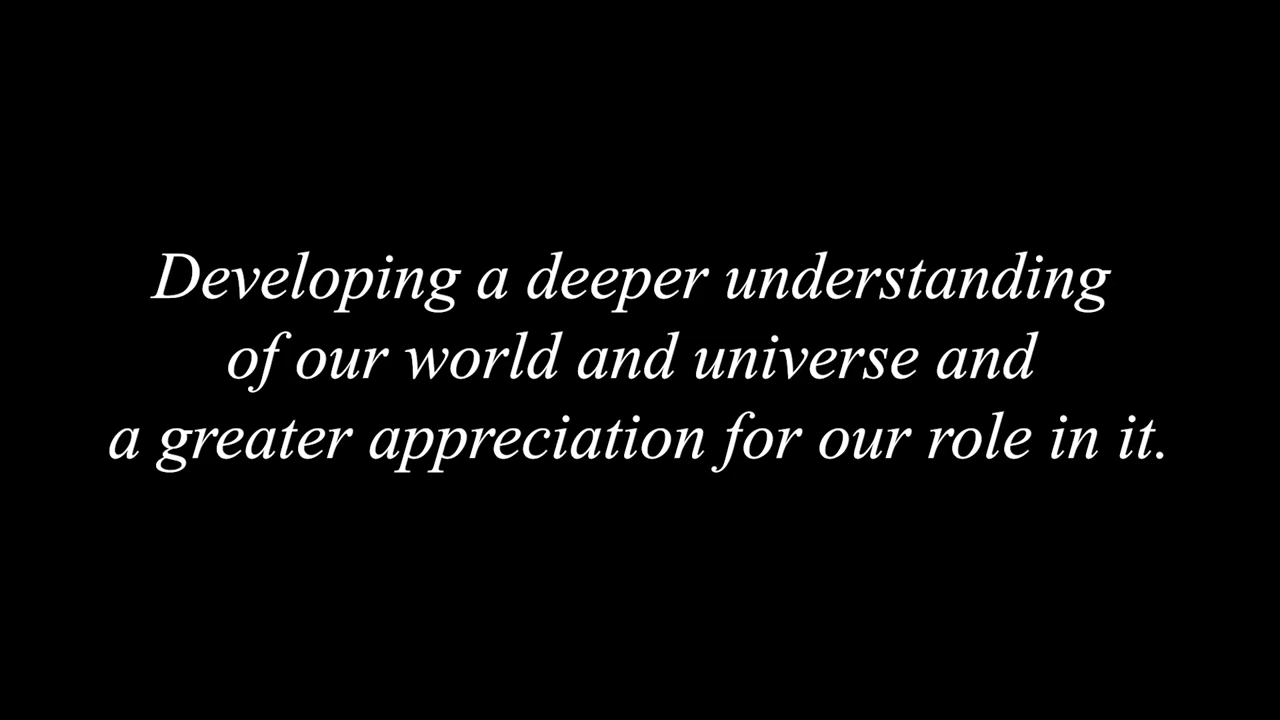 Developing a deeper understanding
of our world and universe and
a greater appreciation for our role in it.